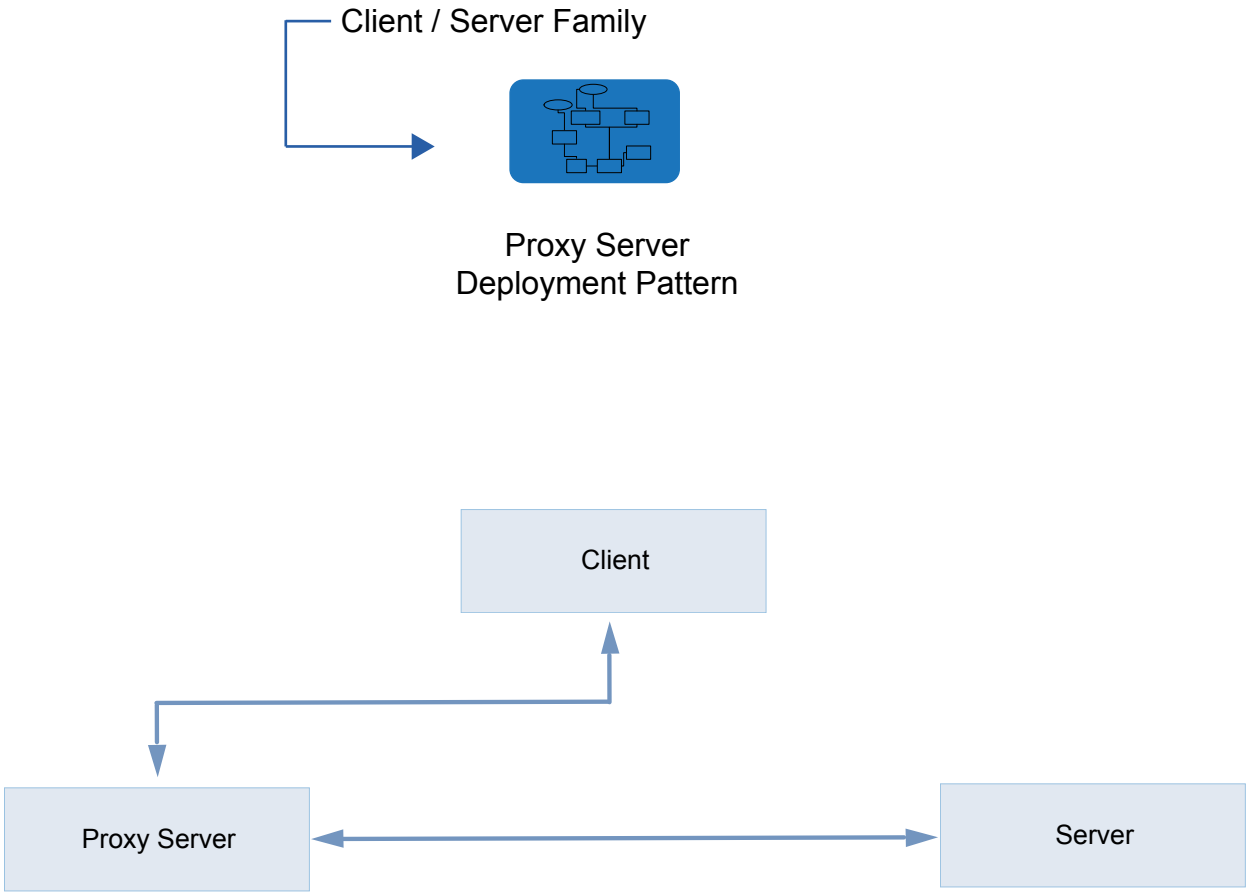 Client / Server Family
Proxy Server
Deployment Pattern
Client
Proxy Server
Server